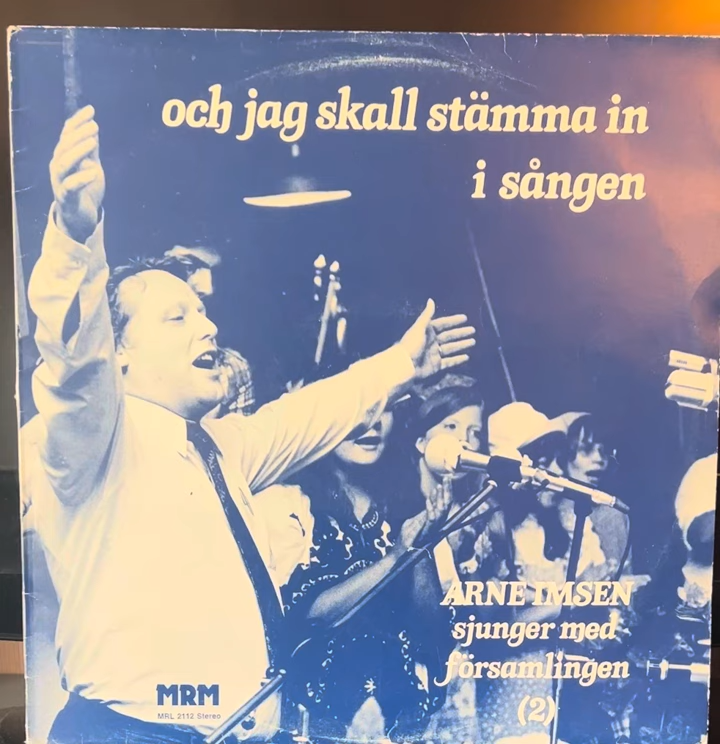 och jag skall stämma in
i sången
ARNE IMSEN
sjunger med
församlingen
(2)
MRM
MRL 2112 Stereo